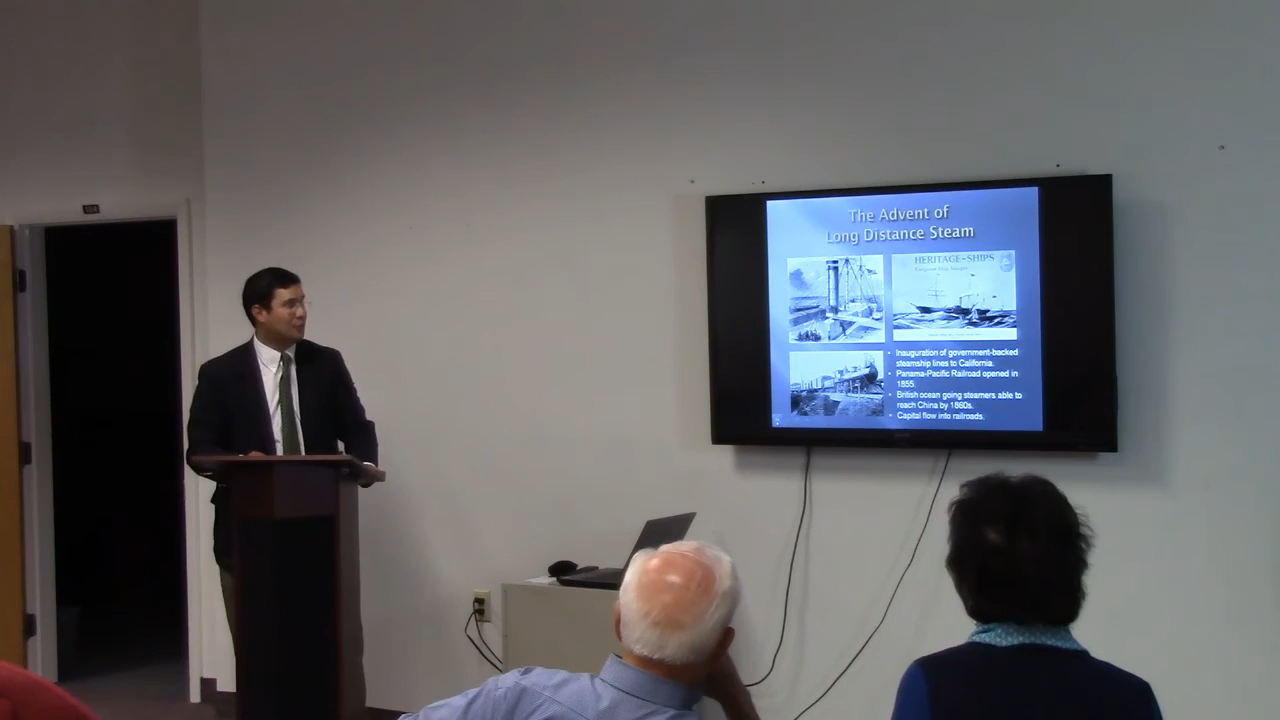 The Advent of
Long Distance Steam
HERITAGE-SHIPS
• Inauguration of government-backed
steamship lines to California.
• Panama-Pacific Railroad opened in
1855.
• British ocean going steamers able to
reach China by 1860s.
• Capital flow into railroads.